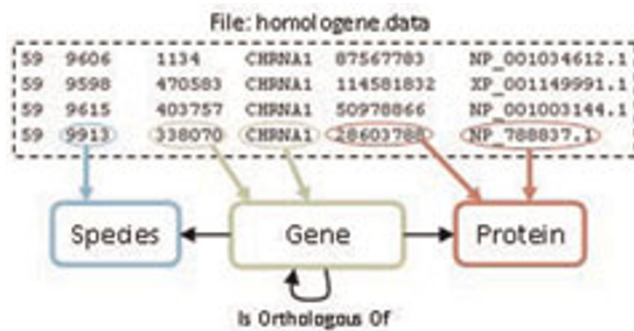 File: homologene.data
59 9606 1134 CHRNA1 87567783 NP_001034612.1
59 9598 470583 CHRNA1 114581832 XP_001149991.1
59 9615 403757 CHRNA1 50978866 NP_001003144.1
59 9913 338070 CHRNA1 28603788 NP_788837.1
Species Gene Protein
Is Orthologous Of